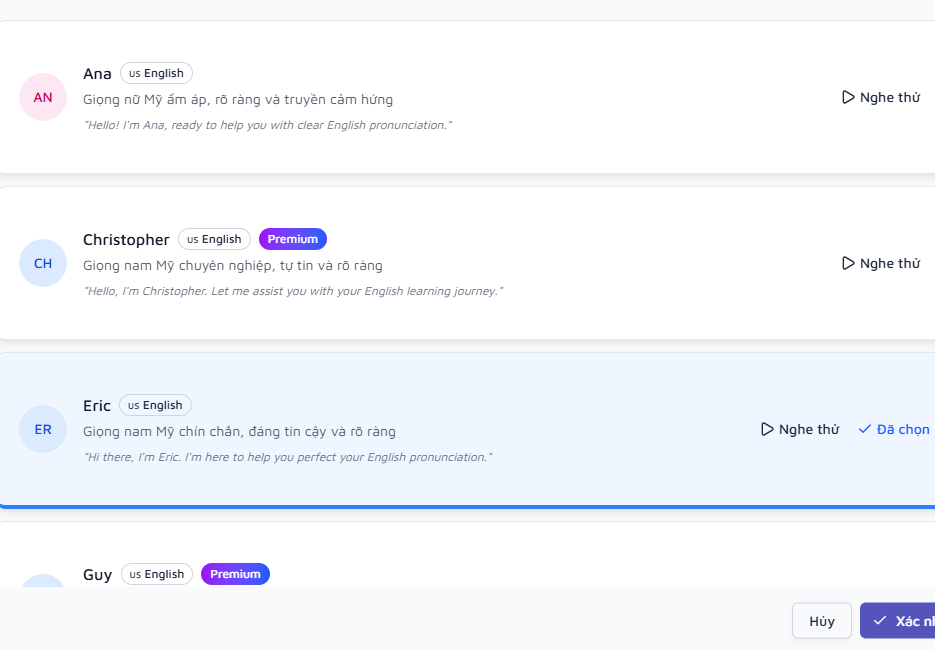 AN
Ana us English
Giọng nữ Mỹ ấm áp, rõ ràng và truyền cảm hứng
"Hello! I'm Ana, ready to help you with clear English pronunciation."
Nghe thử
CH
Christopher us English Premium
Giọng nam Mỹ chuyên nghiệp, tự tin và rõ ràng
"Hello, I'm Christopher. Let me assist you with your English learning journey."
Nghe thử
ER
Eric us English
Giọng nam Mỹ chín chắn, đáng tin cậy và rõ ràng
"Hi there, I'm Eric. I'm here to help you perfect your English pronunciation."
Nghe thử Đã chọn
Guy us English Premium
Hủy Xác